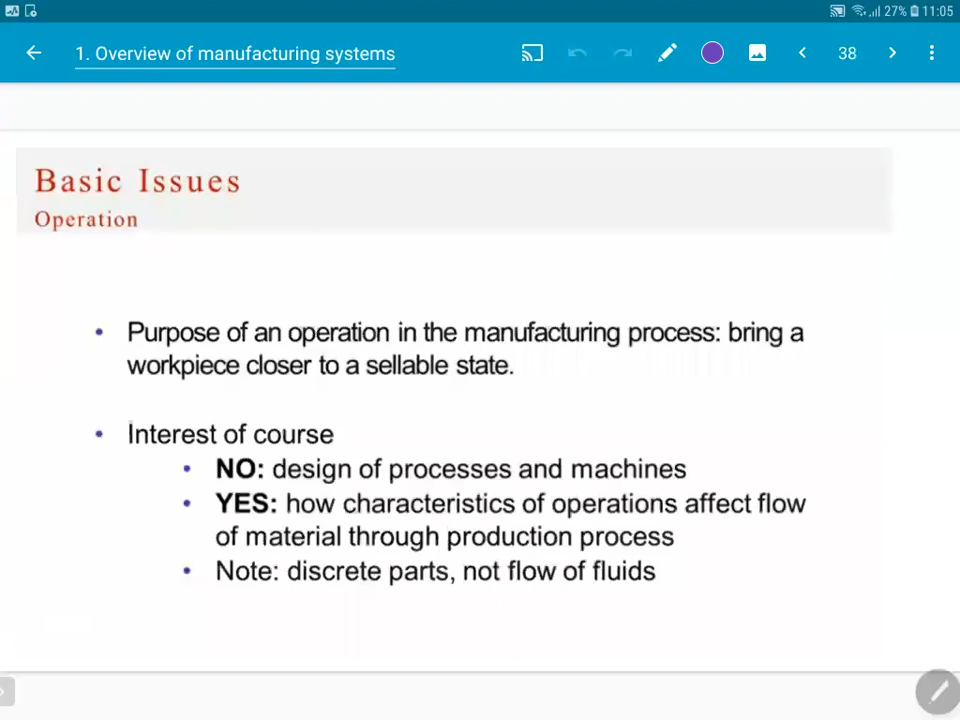 27% 11:05
1. Overview of manufacturing systems
38
Basic Issues
Operation
• Purpose of an operation in the manufacturing process: bring a
workpiece closer to a sellable state.
• Interest of course
• NO: design of processes and machines
• YES: how characteristics of operations affect flow
of material through production process
• Note: discrete parts, not flow of fluids